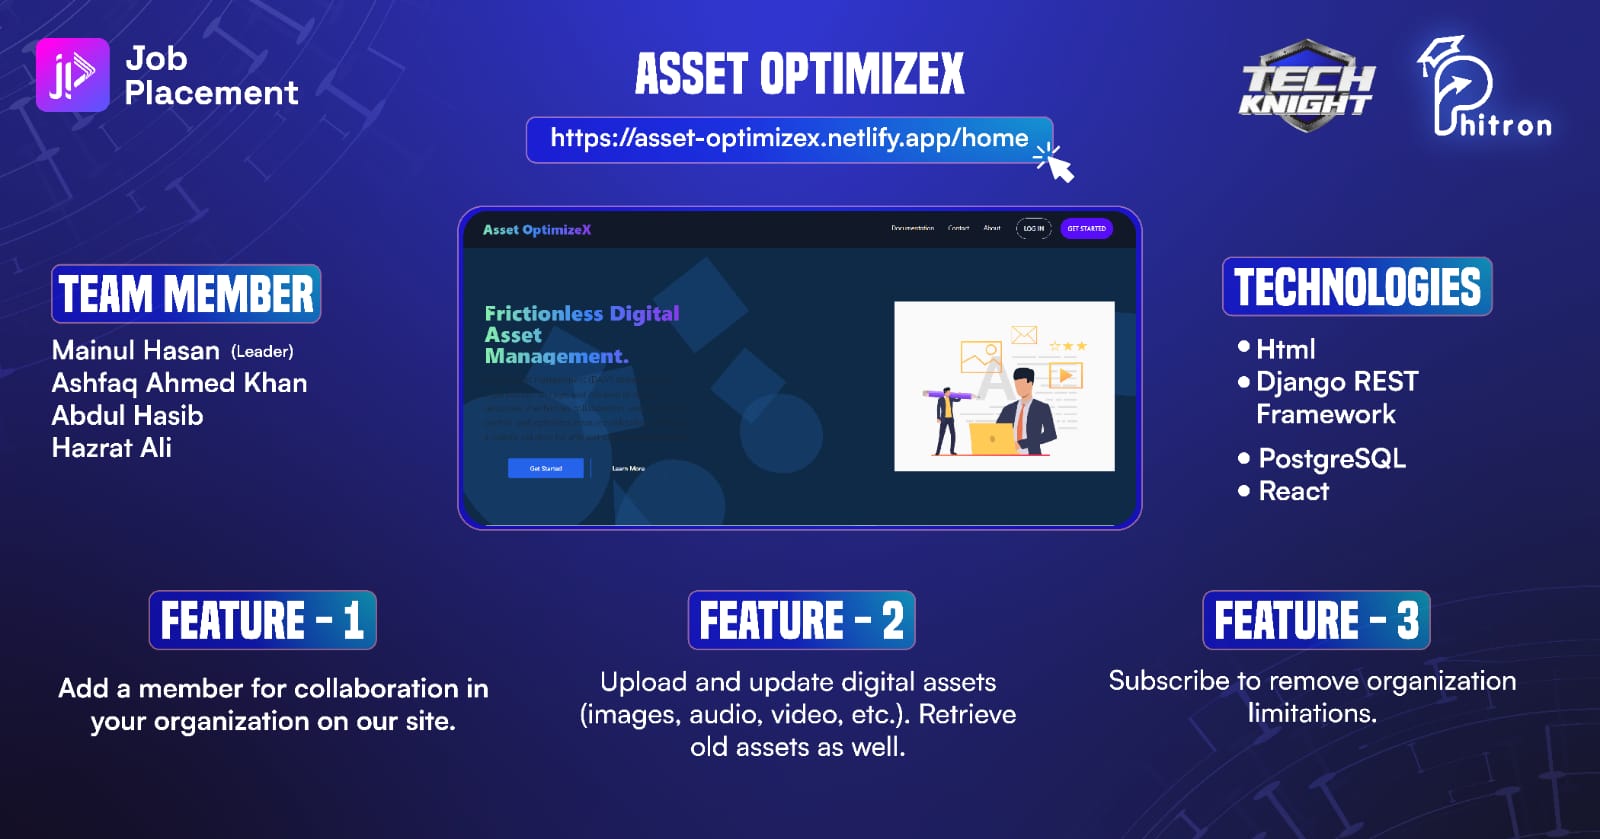 Job
Placement
ASSET OPTIMIZEX
https://asset-optimizex.netlify.app/home
TECH
KNIGHT
Phitron
Asset OptimizeX
Documentation Contact About LOG IN GET STARTED
Frictionless Digital
Asset
Management.
A
Get Started Learn More
TEAM MEMBER
Mainul Hasan (Leader)
Ashfaq Ahmed Khan
Abdul Hasib
Hazrat Ali
TECHNOLOGIES
• Html
• Django REST
Framework
• PostgreSQL
• React
FEATURE - 1
Add a member for collaboration in
your organization on our site.
FEATURE - 2
Upload and update digital assets
(images, audio, video, etc.). Retrieve
old assets as well.
FEATURE - 3
Subscribe to remove organization
limitations.